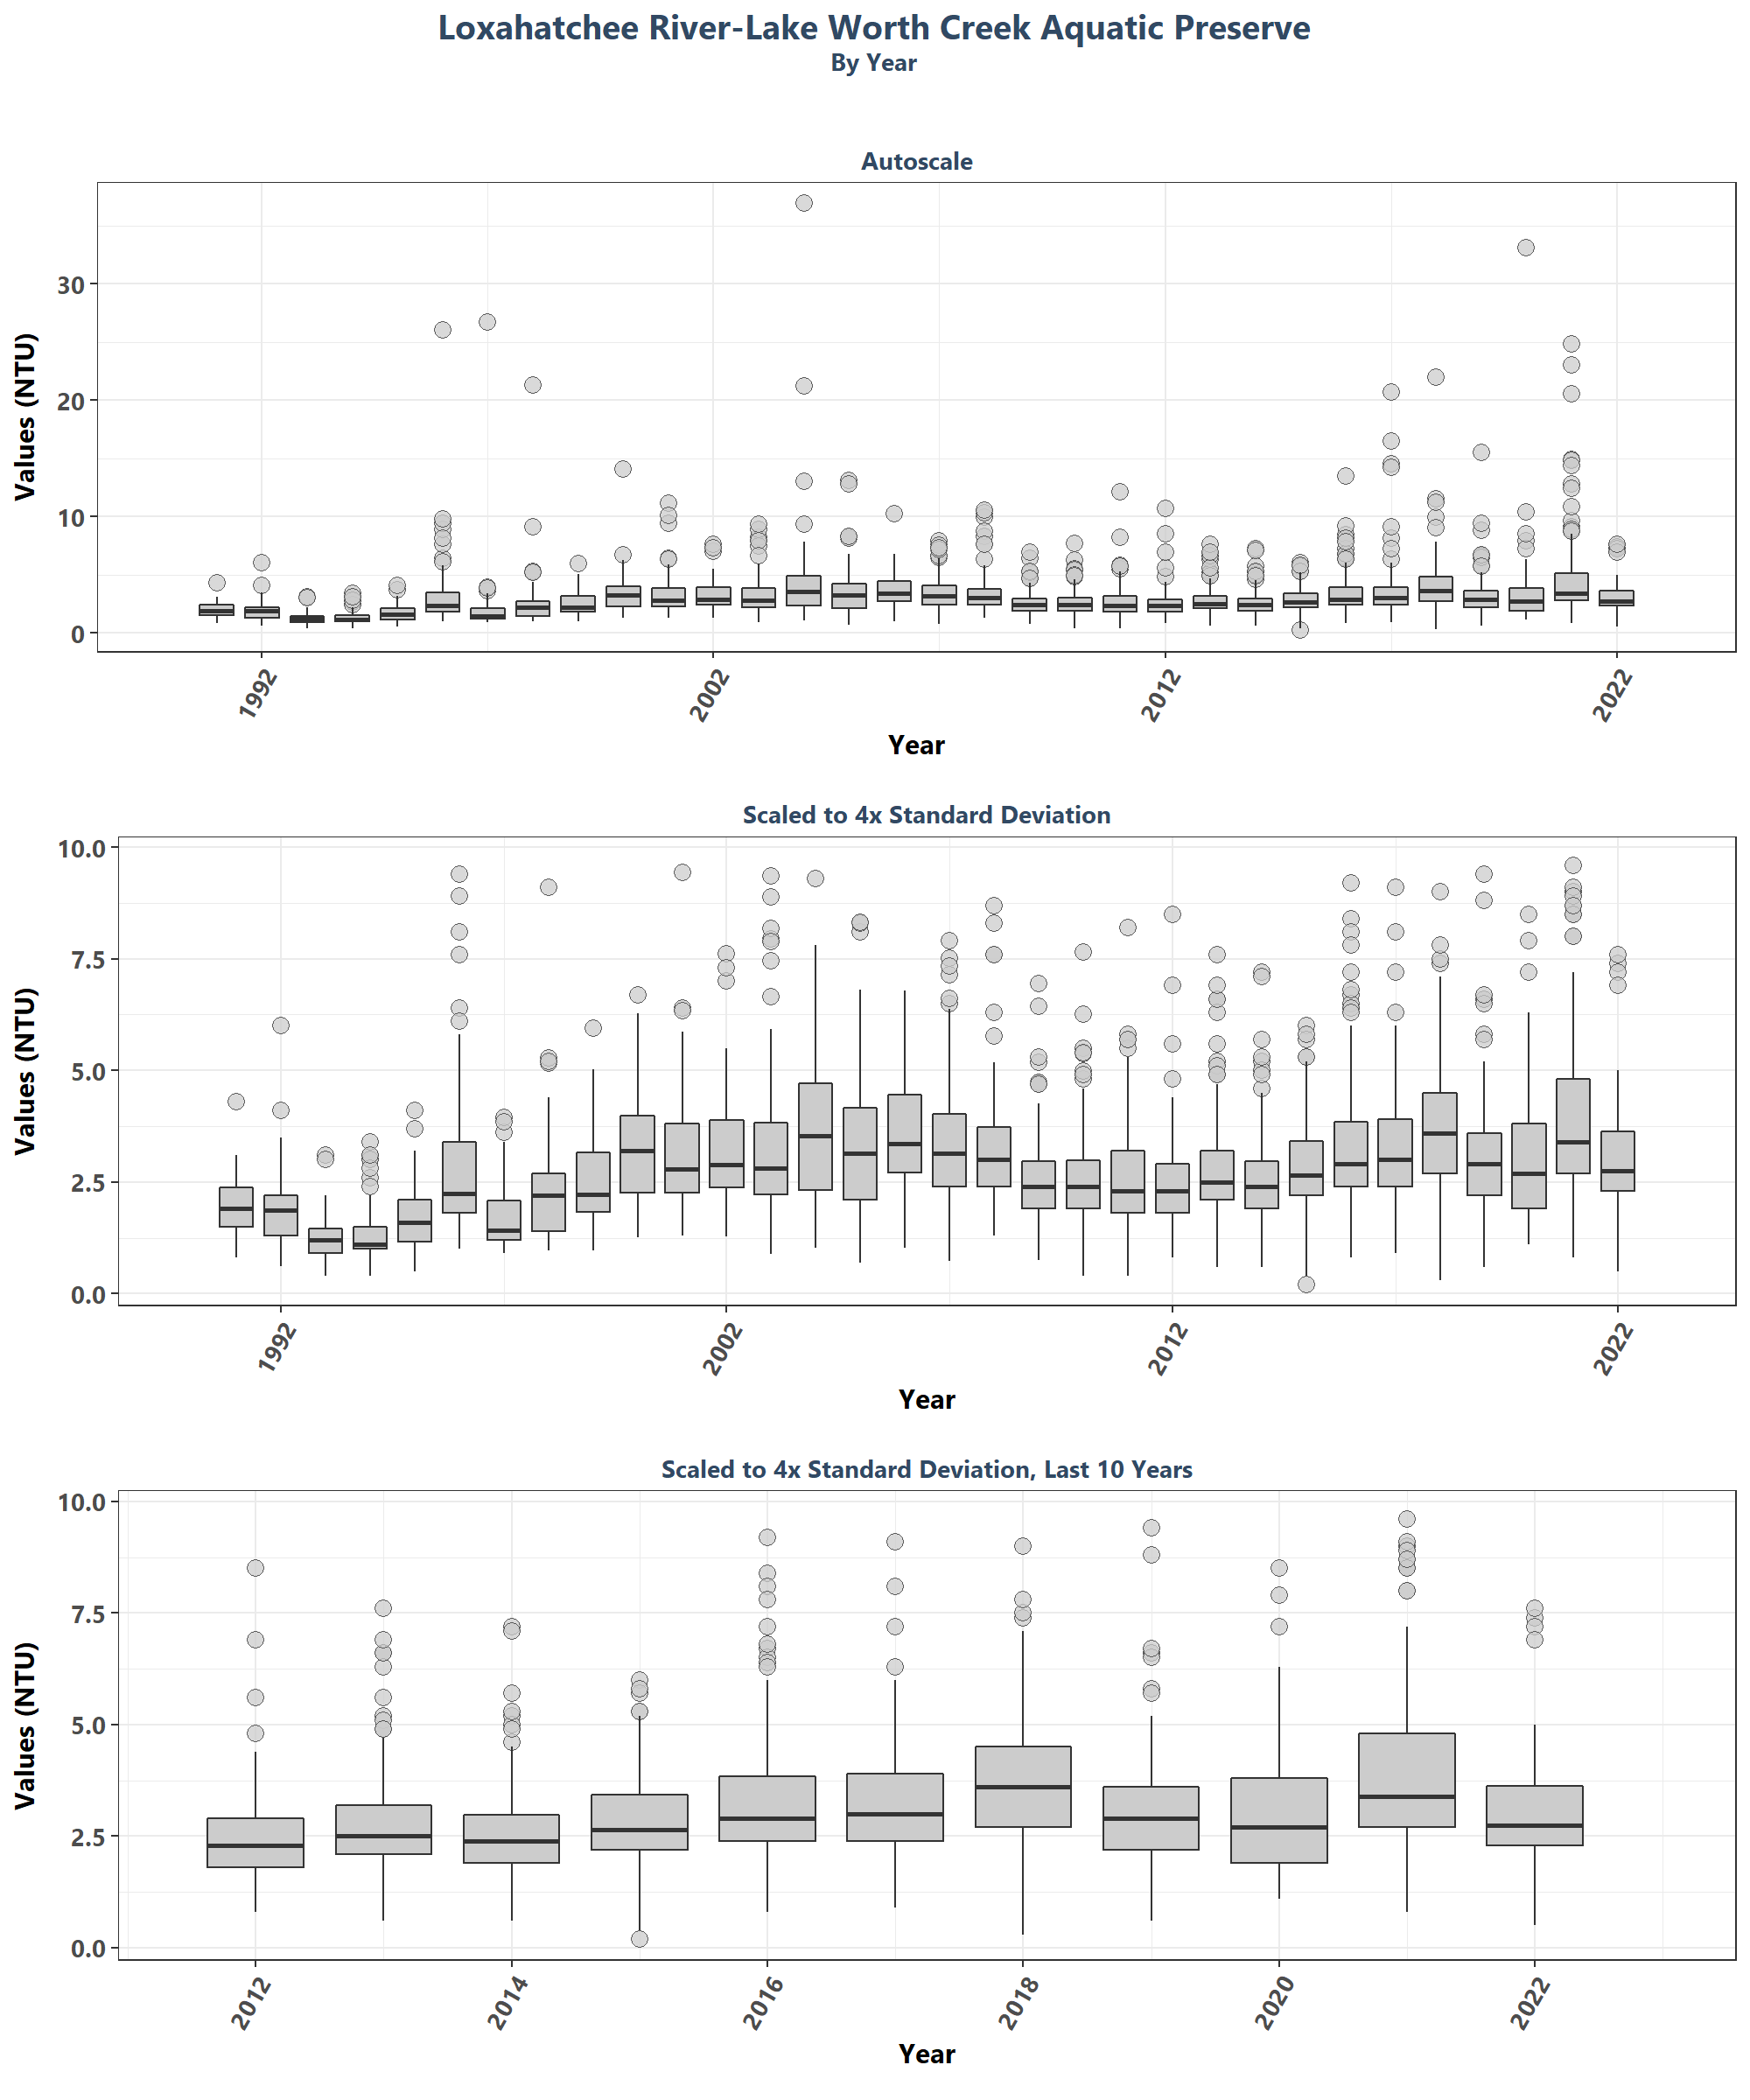 Loxahatchee River-Lake Worth Creek Aquatic Preserve
By Year
Autoscale
Values (NTU)
30
20
10
0
1992
2002
2012
2022
Year
Scaled to 4x Standard Deviation
Values (NTU)
10.0
7.5
5.0
2.5
0.0
1992
2002
2012
2022
Year
Scaled to 4x Standard Deviation, Last 10 Years
Values (NTU)
10.0
7.5
5.0
2.5
0.0
2012
2014
2016
2018
2020
2022
Year